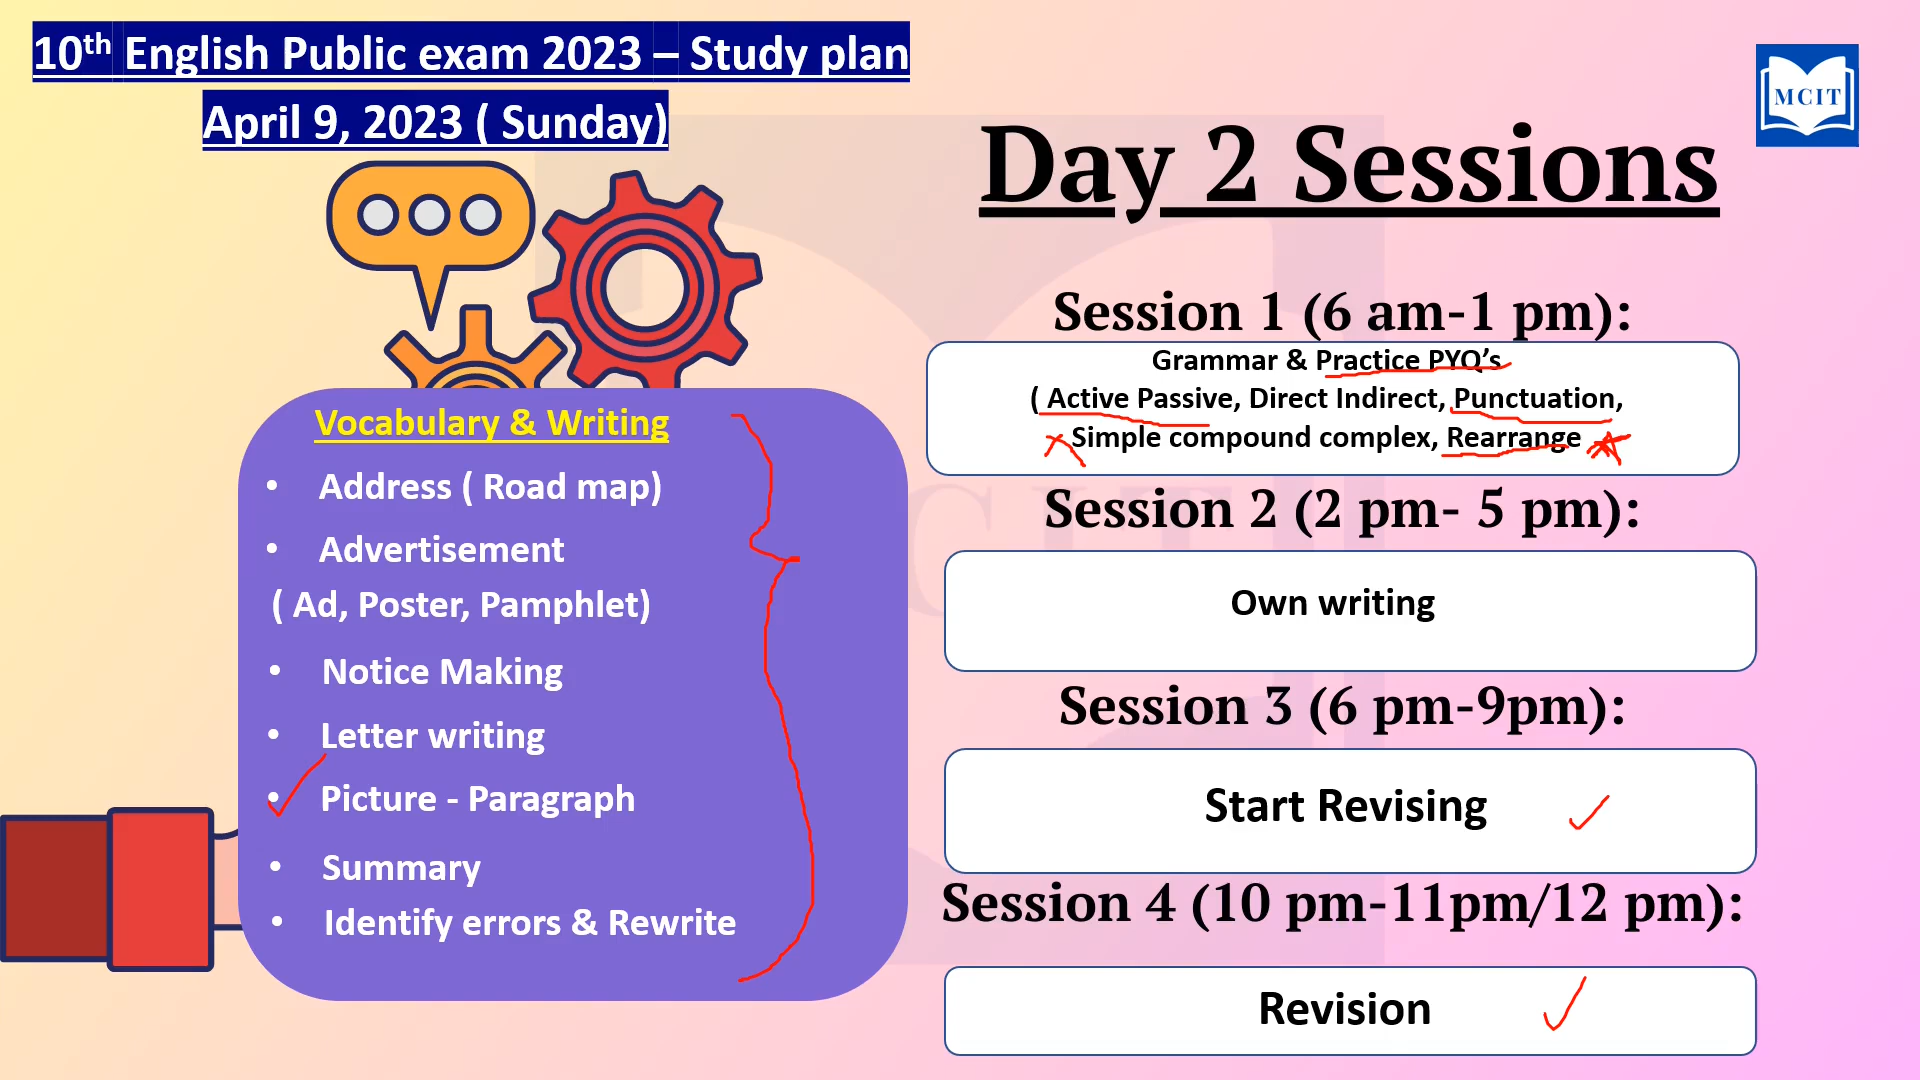 10th English Public exam 2023 – Study plan
April 9, 2023 ( Sunday)
MCIT
Day 2 Sessions
Vocabulary & Writing
• Address ( Road map)
• Advertisement
( Ad, Poster, Pamphlet)
• Notice Making
• Letter writing
• Picture - Paragraph
• Summary
• Identify errors & Rewrite
Session 1 (6 am-1 pm):
Grammar & Practice PYQ’s
( Active Passive, Direct Indirect, Punctuation,
Simple compound complex, Rearrange
Session 2 (2 pm- 5 pm):
Own writing
Session 3 (6 pm-9pm):
Start Revising
Session 4 (10 pm-11pm/12 pm):
Revision